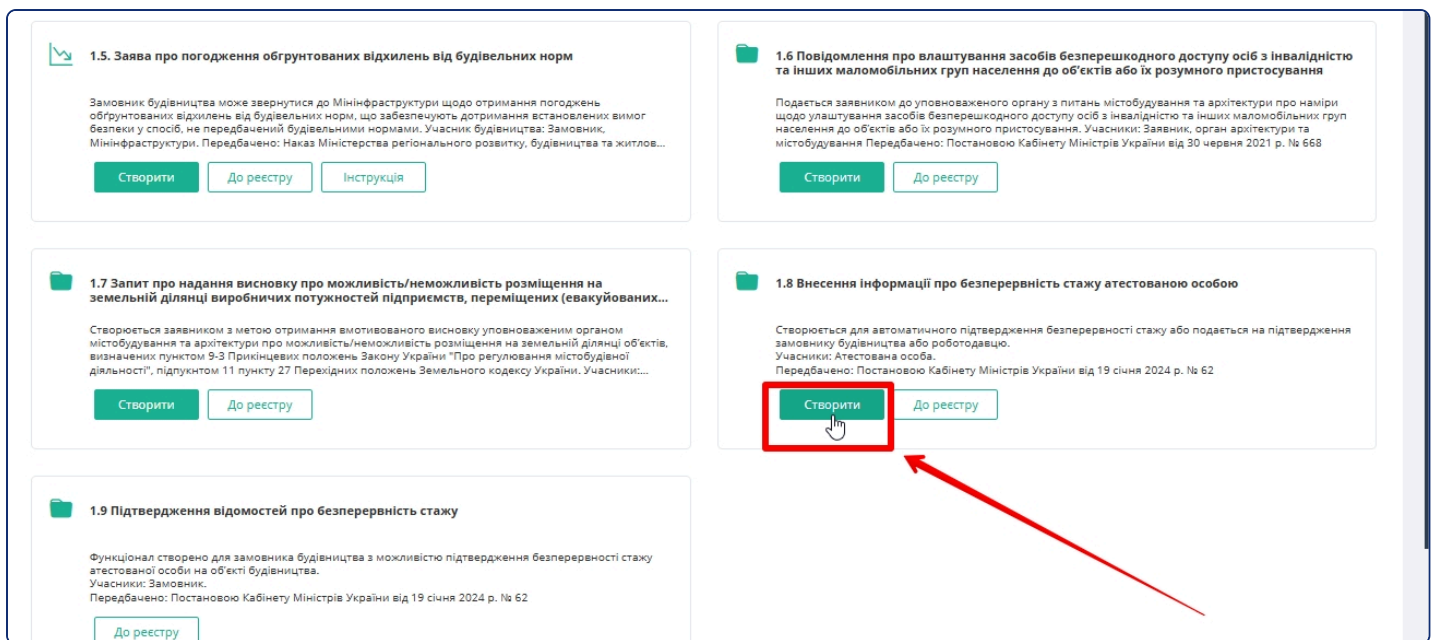 1.5. Заява про погодження обгрунтованих відхилень від будівельних норм
Замовник будівництва може звернутися до Мінінфраструктури щодо отримання погоджень
обґрунтованих відхилень від будівельних норм, що забезпечують дотримання встановлених вимог
безпеки у спосіб, не передбачений будівельними нормами. Учасник будівництва: Замовник,
Мінінфраструктури. Передбачено: Наказ Міністерства регіонального розвитку, будівництва та житлов...
Створити
До реєстру
Інструкція
1.6 Повідомлення про влаштування засобів безперешкодного доступу осіб з інвалідністю
та інших маломобільних груп населення до об’єктів або їх розумного пристосування
Подається заявником до уповноваженого органу з питань містобудування та архітектури про наміри
щодо улаштування засобів безперешкодного доступу осіб з інвалідністю та інших маломобільних груп
населення до об’єктів або їх розумного пристосування. Учасники: Заявник, орган архітектури та
містобудування Передбачено: Постановою Кабінету Міністрів України від 30 червня 2021 р. № 668
Створити
До реєстру
1.7 Запит про надання висновку про можливість/неможливість розміщення на
земельній ділянці виробничих потужностей підприємств, переміщених (евакуйованих...
Створюється заявником з метою отримання вмотивованого висновку уповноваженим органом
містобудування та архітектури про можливість/неможливість розміщення на земельній ділянці об’єктів,
визначених пунктом 9-3 Прикінцевих положень Закону України "Про регулювання містобудівної
діяльності", підпукнтом 11 пункту 27 Перехідних положень Земельного кодексу України. Учасники:...
Створити
До реєстру
1.8 Внесення інформації про безперервність стажу атестованою особою
Створюється для автоматичного підтвердження безперервності стажу або подається на підтвердження
замовнику будівництва або роботодавцю.
Учасники: Атестована особа.
Передбачено: Постановою Кабінету Міністрів України від 19 січня 2024 р. № 62
Створити
До реєстру
1.9 Підтвердження відомостей про безперервність стажу
Функціонал створено для замовника будівництва з можливістю підтвердження безперервності стажу
атестованої особи на об’єкті будівництва.
Учасники: Замовник.
Передбачено: Постановою Кабінету Міністрів України від 19 січня 2024 р. № 62
До реєстру